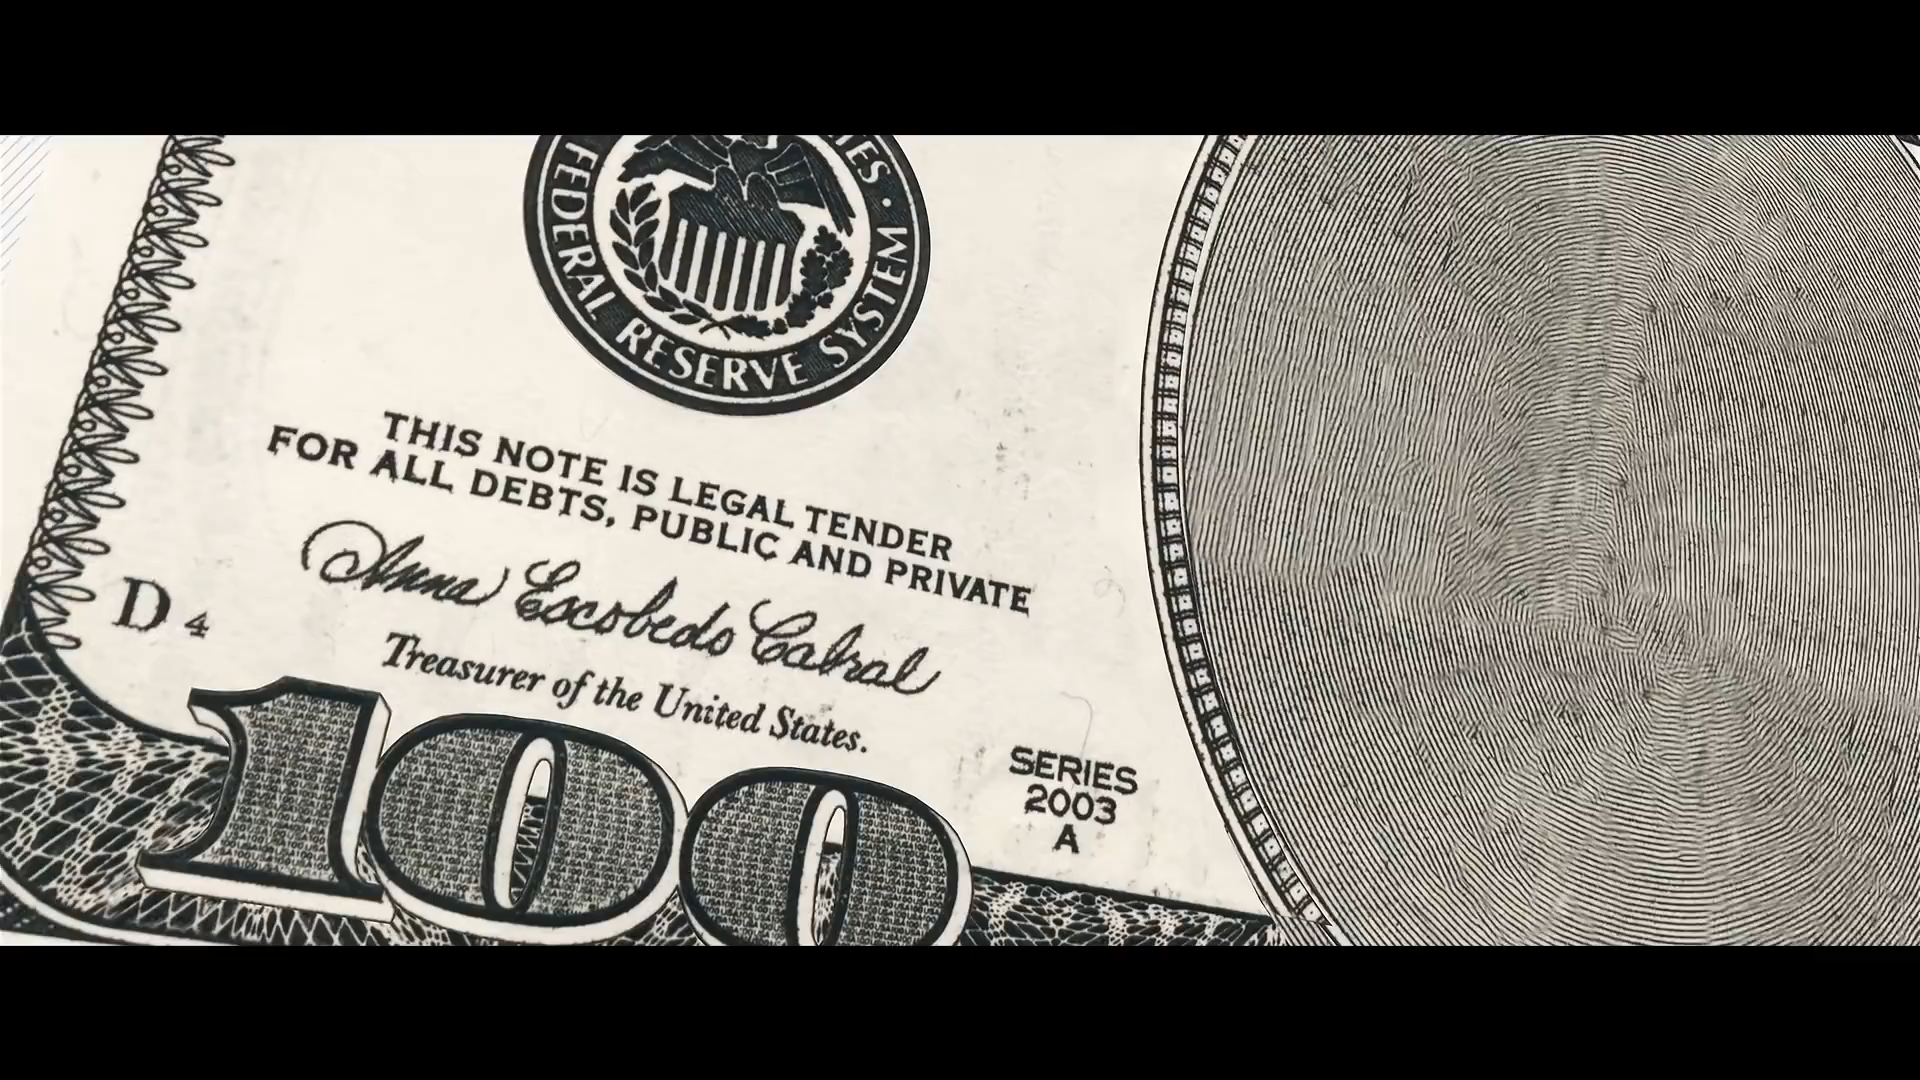 IES • FEDERAL RESERVE SYSTEM
THIS NOTE IS LEGAL TENDER
FOR ALL DEBTS, PUBLIC AND PRIVATE
Anna Escobedo Cabral
D 4
Treasurer of the United States.
SERIES
2003
A
100